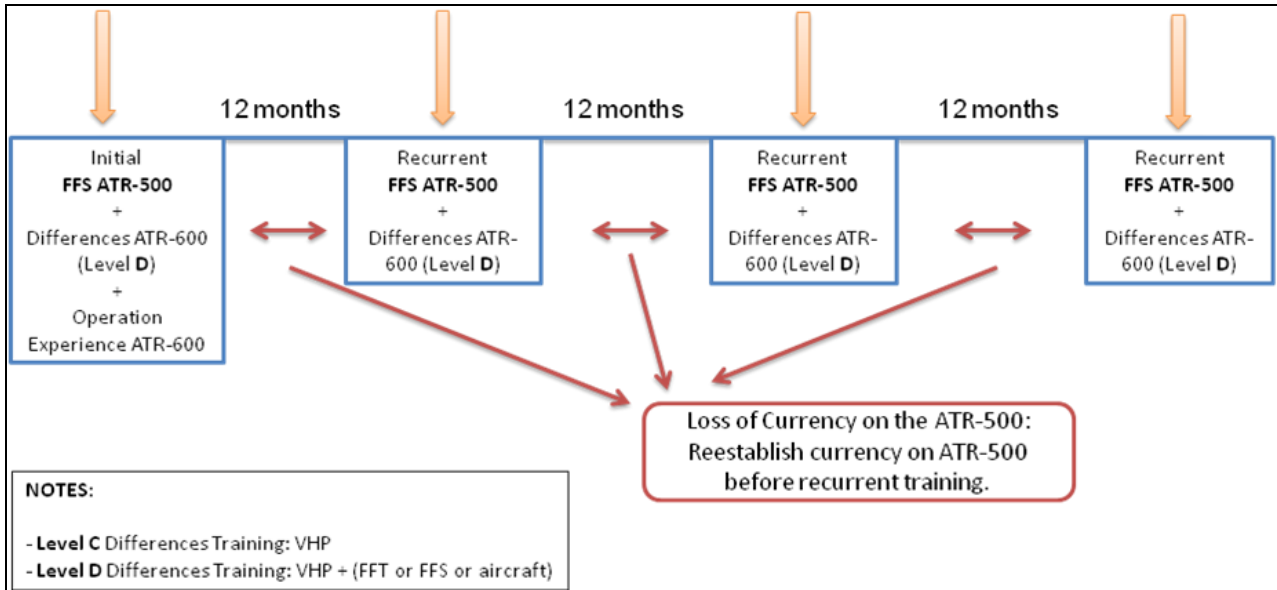 12 months
12 months
12 months
Initial
FFS ATR-500
+
Differences ATR-600
(Level D)
+
Operation
Experience ATR-600
Recurrent
FFS ATR-500
+
Differences ATR-
600 (Level D)
Recurrent
FFS ATR-500
+
Differences ATR-
600 (Level D)
Recurrent
FFS ATR-500
+
Differences ATR-
600 (Level D)
Loss of Currency on the ATR-500:
Reestablish currency on ATR-500
before recurrent training.
NOTES:
- Level C Differences Training: VHP
- Level D Differences Training: VHP + (FFT or FFS or aircraft)